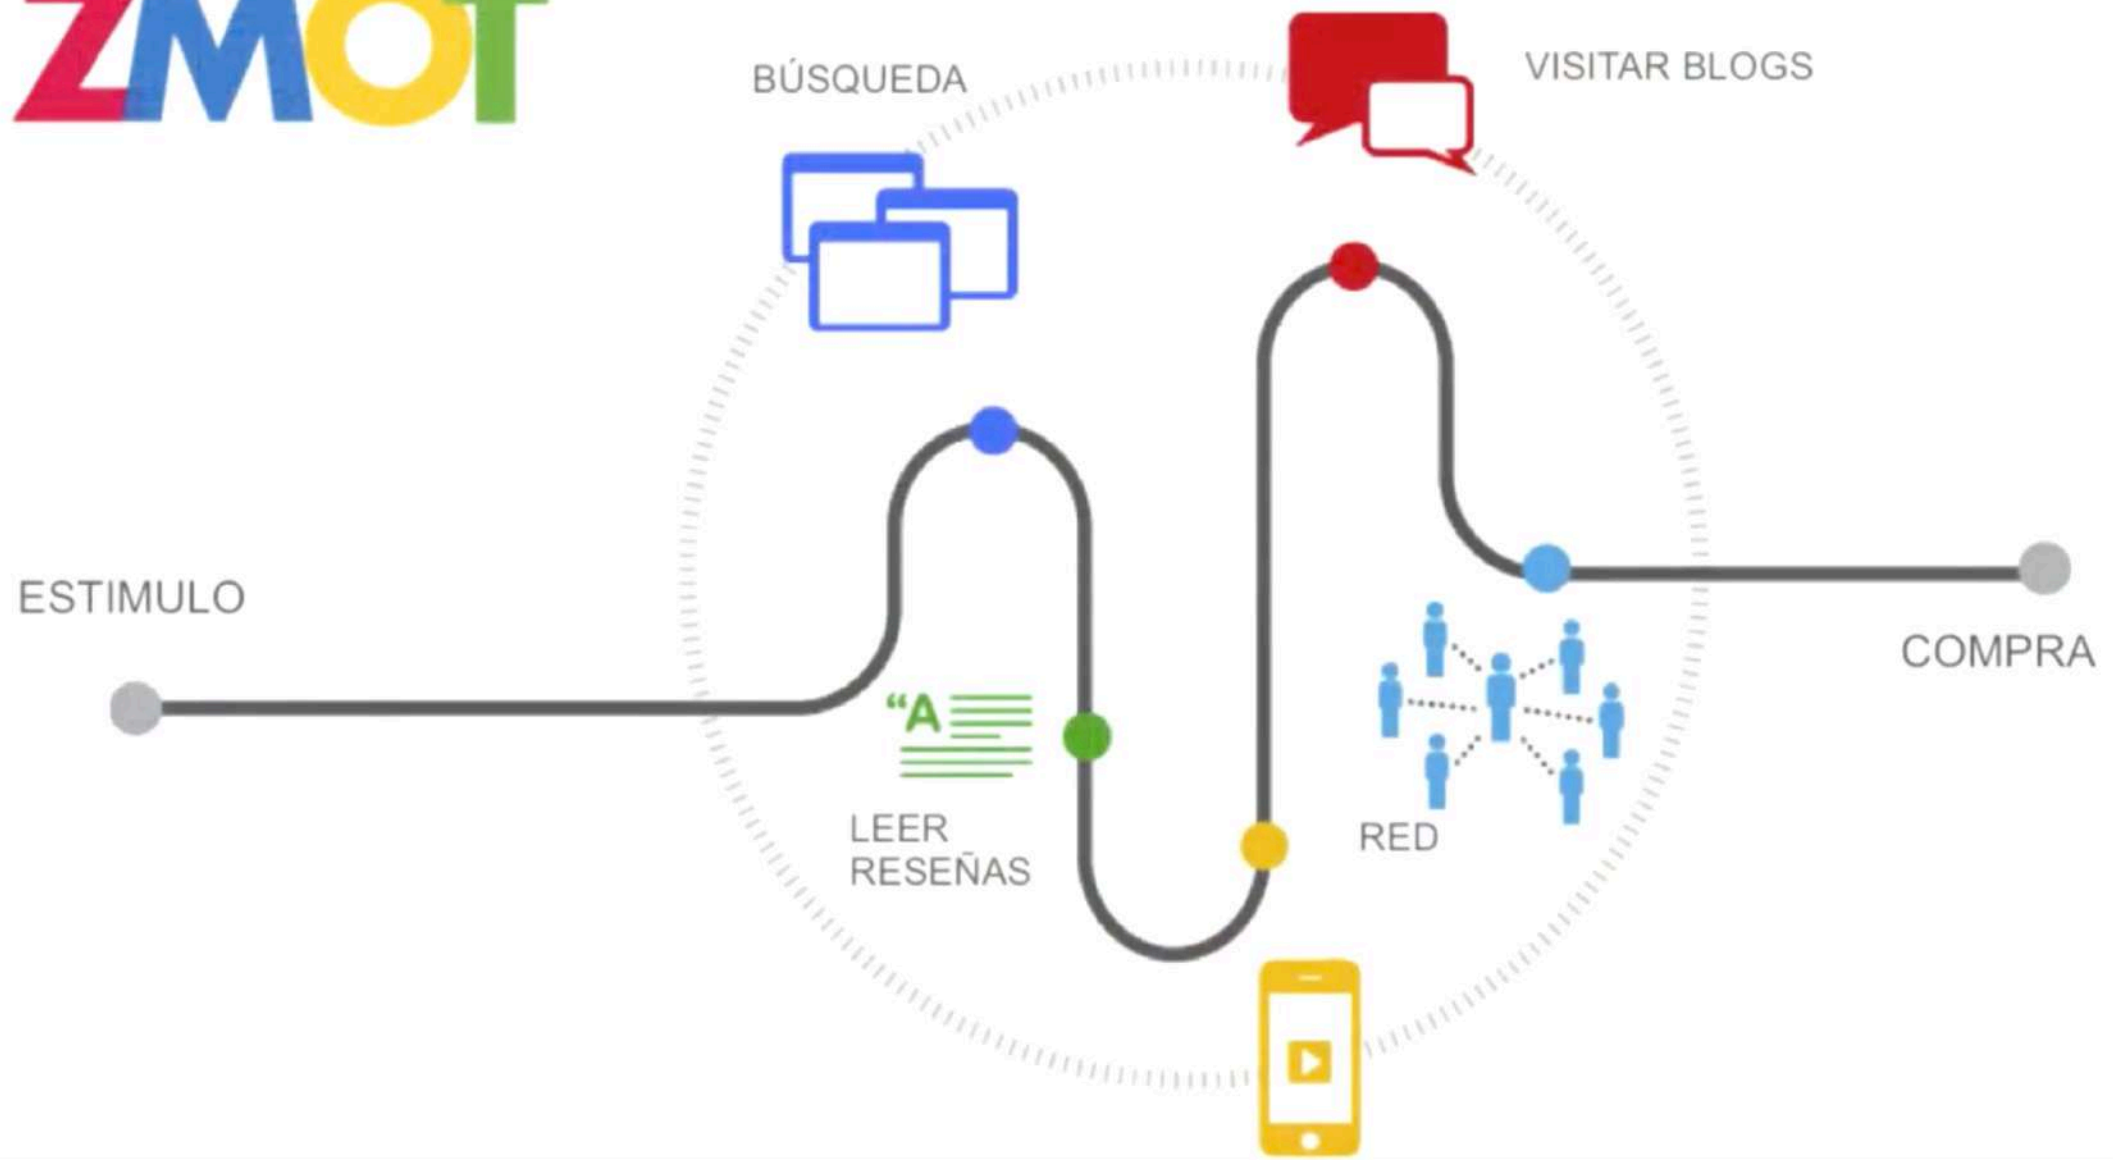 ZMOT
BÚSQUEDA
VISITAR BLOGS
ESTIMULO
COMPRA
“A
LEER
RESEÑAS
RED